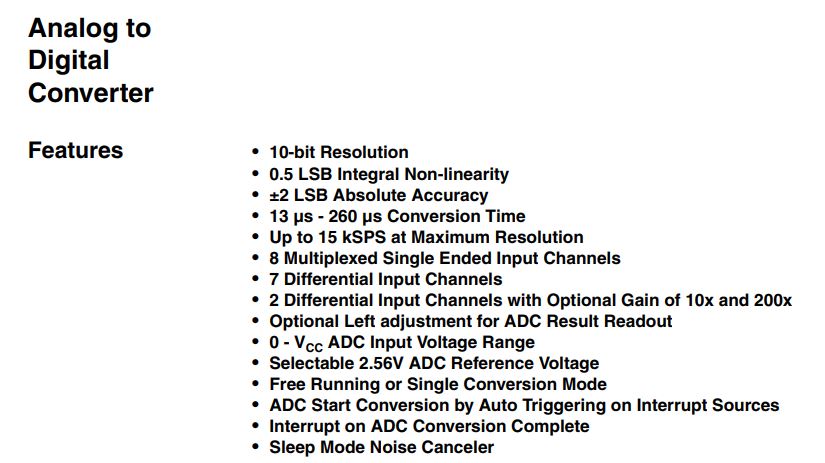 Analog to
Digital
Converter
Features
• 10-bit Resolution
• 0.5 LSB Integral Non-linearity
• ±2 LSB Absolute Accuracy
• 13 µs - 260 µs Conversion Time
• Up to 15 kSPS at Maximum Resolution
• 8 Multiplexed Single Ended Input Channels
• 7 Differential Input Channels
• 2 Differential Input Channels with Optional Gain of 10x and 200x
• Optional Left adjustment for ADC Result Readout
• 0 - VCC ADC Input Voltage Range
• Selectable 2.56V ADC Reference Voltage
• Free Running or Single Conversion Mode
• ADC Start Conversion by Auto Triggering on Interrupt Sources
• Interrupt on ADC Conversion Complete
• Sleep Mode Noise Canceler